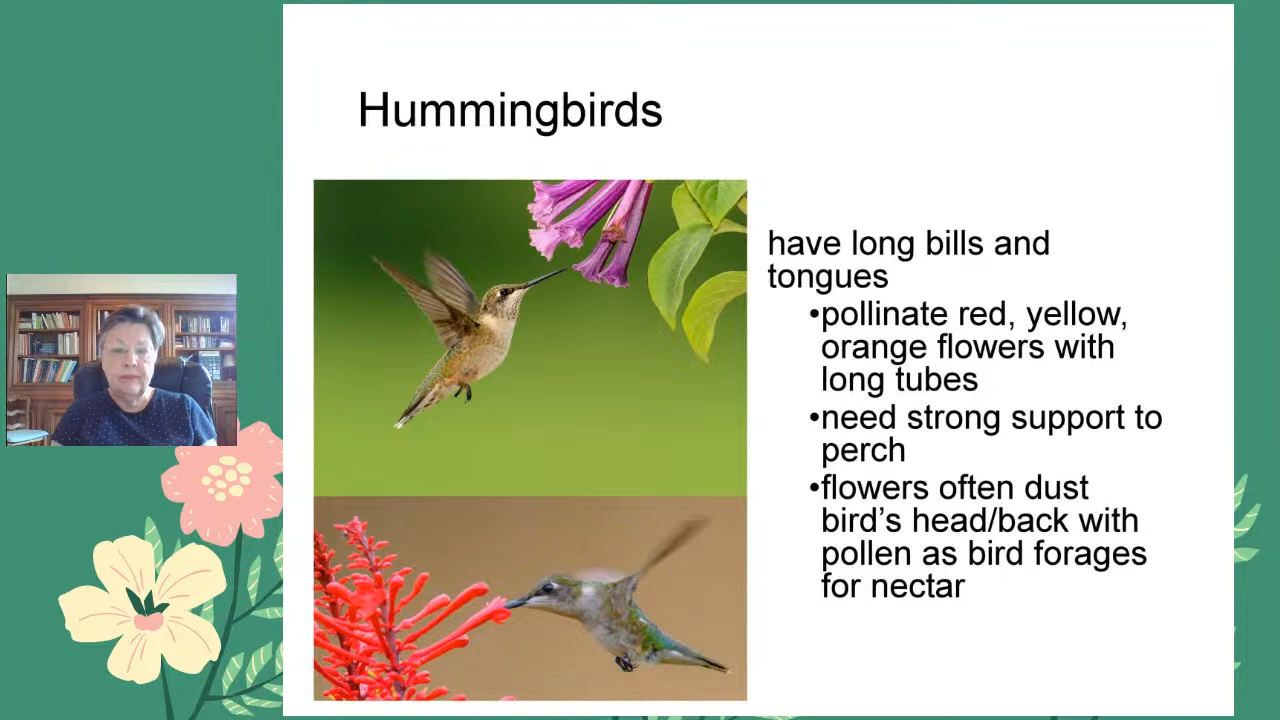 Hummingbirds
have long bills and
tongues
•pollinate red, yellow,
orange flowers with
long tubes
•need strong support to
perch
•flowers often dust
bird's head/back with
pollen as bird forages
for nectar